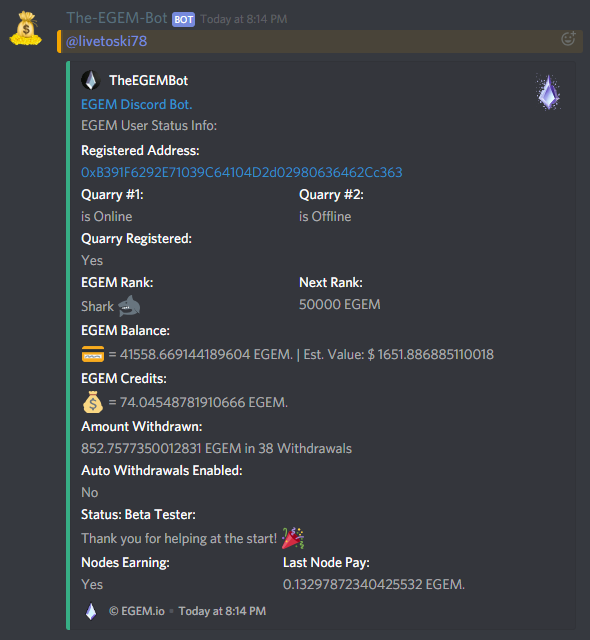 The-EGEM-Bot BOT Today at 8:14 PM
@livetoski78
TheEGEMBot
EGEM Discord Bot.
EGEM User Status Info:
Registered Address:
0xB391F6292E71039C64104D2d02980636462Cc363
Quarry #1: Quarry #2:
is Online is Offline
Quarry Registered:
Yes
EGEM Rank: Next Rank:
Shark 50000 EGEM
EGEM Balance:
= 41558.669144189604 EGEM. | Est. Value: $ 1651.886885110018
EGEM Credits:
= 74.04548781910666 EGEM.
Amount Withdrawn:
852.7577350012831 EGEM in 38 Withdrawals
Auto Withdrawals Enabled:
No
Status: Beta Tester:
Thank you for helping at the start!
Nodes Earning: Last Node Pay:
Yes 0.13297872340425532 EGEM.
© EGEM.io • Today at 8:14 PM